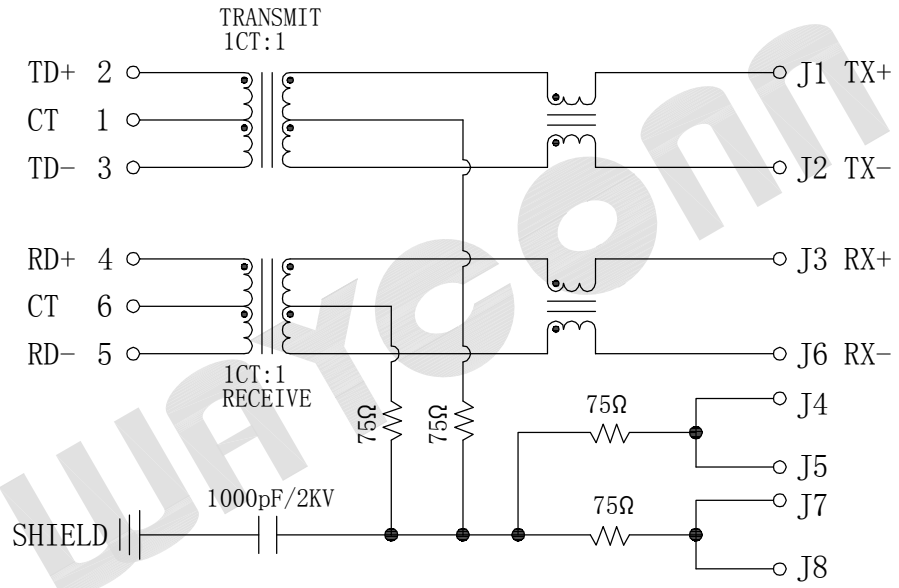 TRANSMIT
1CT:1
TD+ 2
CT 1
TD- 3
J1 TX+
J2 TX-
RD+ 4
CT 6
RD- 5
J3 RX+
J6 RX-
1CT:1
RECEIVE
75Ω
75Ω
75Ω
J4
J5
1000pF/2KV
75Ω
J7
SHIELD
J8
WAYCONN